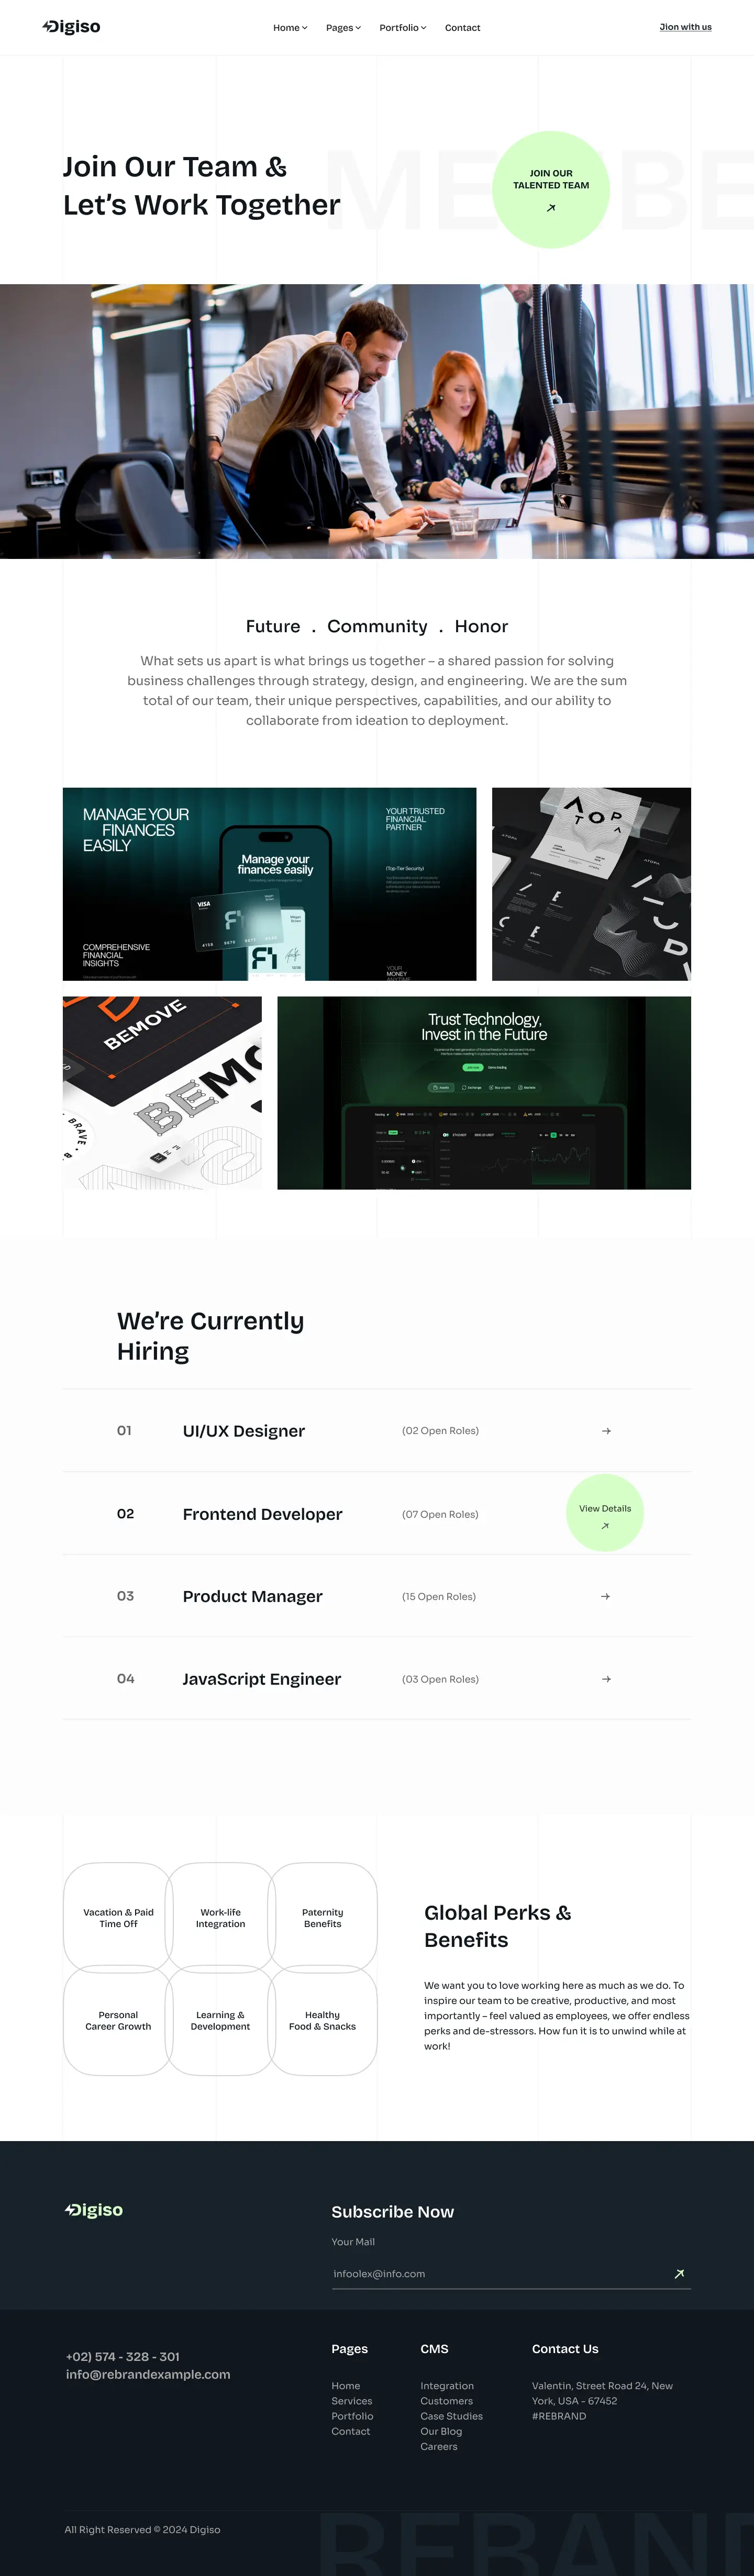 Digiso
Home
Pages
Portfolio
Contact
Jion with us
Join Our Team &
Let's Work Together
JOIN OUR
TALENTED TEAM
Future . Community . Honor
What sets us apart is what brings us together – a shared passion for solving
business challenges through strategy, design, and engineering. We are the sum
total of our team, their unique perspectives, capabilities, and our ability to
collaborate from ideation to deployment.
MANAGE YOUR
FINANCES
EASILY
YOUR TRUSTED
FINANCIAL
PARTNER
Manage your
finances easily
(Top-Tier Security)
VISA
COMPREHENSIVE
FINANCIAL
INSIGHTS
YOUR
MONEY
ANYTIME
BEMOVE
Trust Technology,
Invest in the Future
We're Currently
Hiring
01
UI/UX Designer
(02 Open Roles)
02
Frontend Developer
(07 Open Roles)
View Details
03
Product Manager
(15 Open Roles)
04
JavaScript Engineer
(03 Open Roles)
Vacation & Paid
Time Off
Work-life
Integration
Paternity
Benefits
Personal
Career Growth
Learning &
Development
Healthy
Food & Snacks
Global Perks &
Benefits
We want you to love working here as much as we do. To
inspire our team to be creative, productive, and most
importantly – feel valued as employees, we offer endless
perks and de-stressors. How fun it is to unwind while at
work!
Digiso
Subscribe Now
Your Mail
infoolex@info.com
+02) 574 - 328 - 301
info@rebrandexample.com
Pages
Home
Services
Portfolio
Contact
CMS
Integration
Customers
Case Studies
Our Blog
Careers
Contact Us
Valentin, Street Road 24, New
York, USA - 67452
#REBRAND
All Right Reserved © 2024 Digiso
REBAND